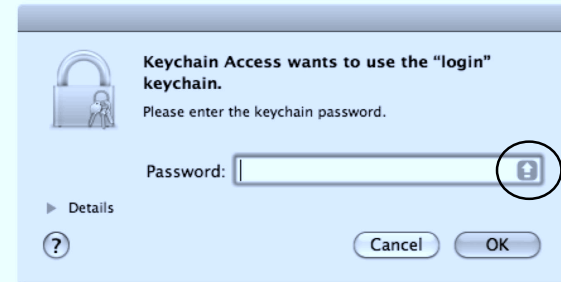 Keychain Access wants to use the “login”
keychain.
Please enter the keychain password.
Password:
Details
?
Cancel
OK